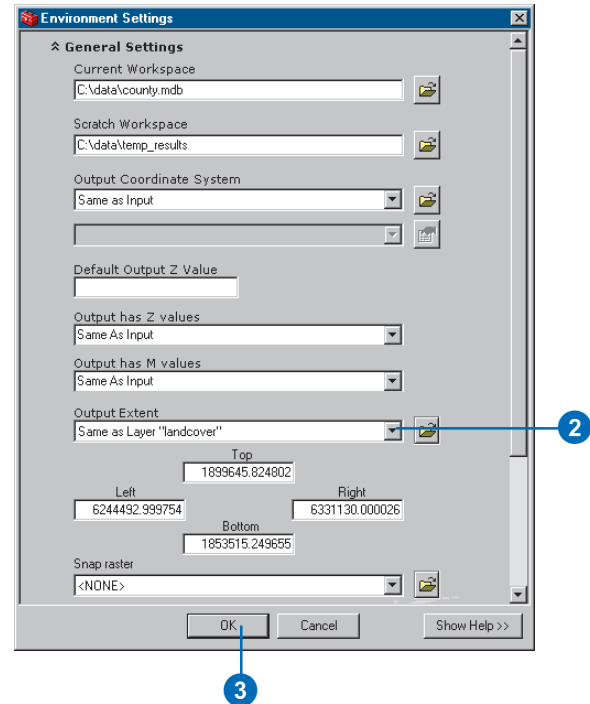 Environment Settings
General Settings
Current Workspace
C:\data\county.mdb
Scratch Workspace
C:\data\temp_results
Output Coordinate System
Same as Input
Default Output Z Value
Output has Z values
Same As Input
Output has M values
Same As Input
Output Extent
Same as Layer "landcover"
2
Top
1899645.824802
Left Right
6244492.999754 6331130.000026
Bottom
1853515.249655
Snap raster
<NONE>
OK Cancel Show Help >>
3